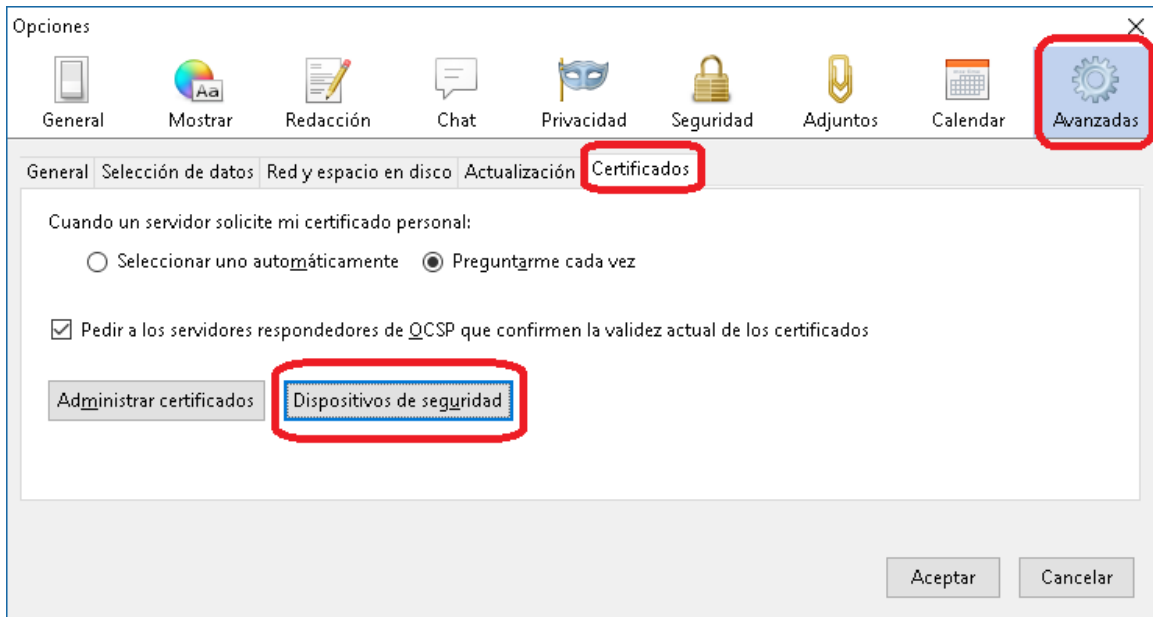 Opciones
Aa
General Mostrar Redacción Chat Privacidad Seguridad Adjuntos Calendar Avanzadas
General Selección de datos Red y espacio en disco Actualización Certificados
Cuando un servidor solicite mi certificado personal:
Seleccionar uno automáticamente Preguntarme cada vez
Pedir a los servidores respondedores de OCSP que confirmen la validez actual de los certificados
Administrar certificados Dispositivos de seguridad
Aceptar Cancelar